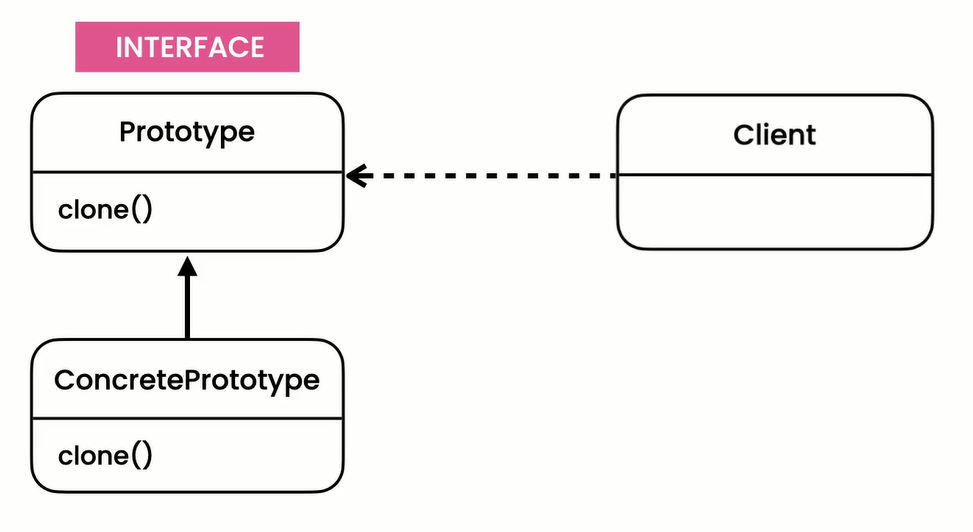 INTERFACE
Prototype
clone()
Client
ConcretePrototype
clone()